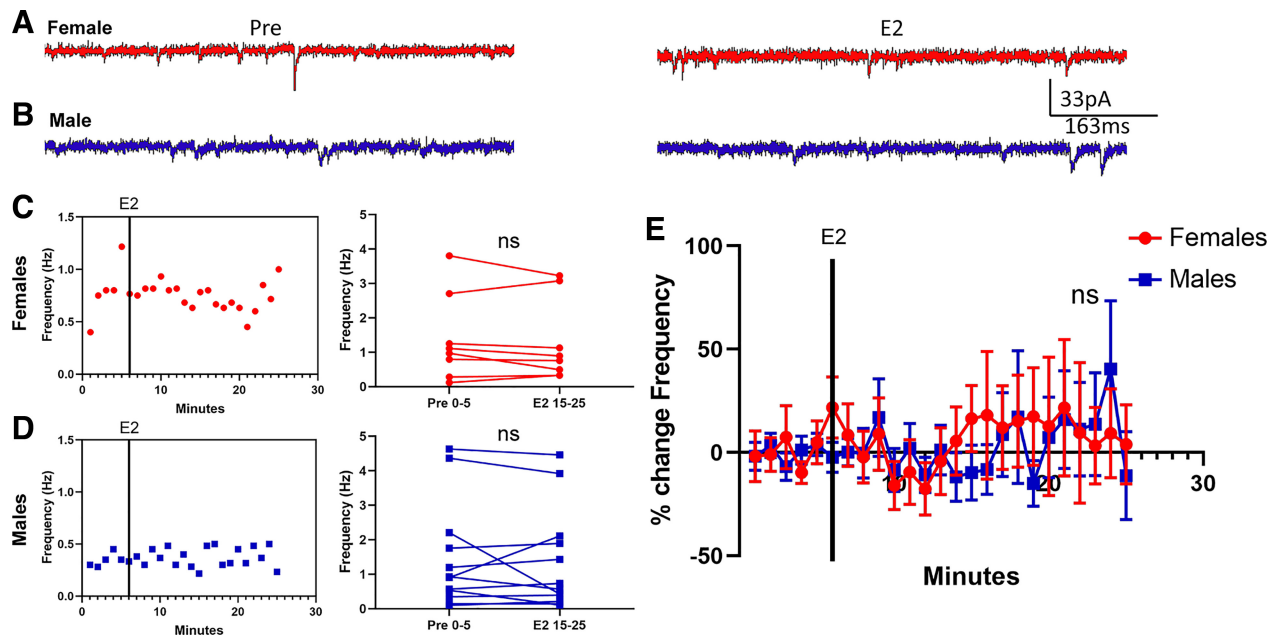 A
Female
Pre
E2
33pA
163ms
B
Male
C
Females
E2
Frequency (Hz)
1.5
1.0
0.5
0.0
0
10
20
30
Minutes
ns
Frequency (Hz)
5
4
3
2
1
0
Pre 0-5
E2 15-25
D
Males
E2
Frequency (Hz)
1.5
1.0
0.5
0.0
0
10
20
30
Minutes
ns
Frequency (Hz)
5
4
3
2
1
0
Pre 0-5
E2 15-25
E
E2
Females
Males
ns
% change Frequency
100
50
0
-50
10
20
30
Minutes